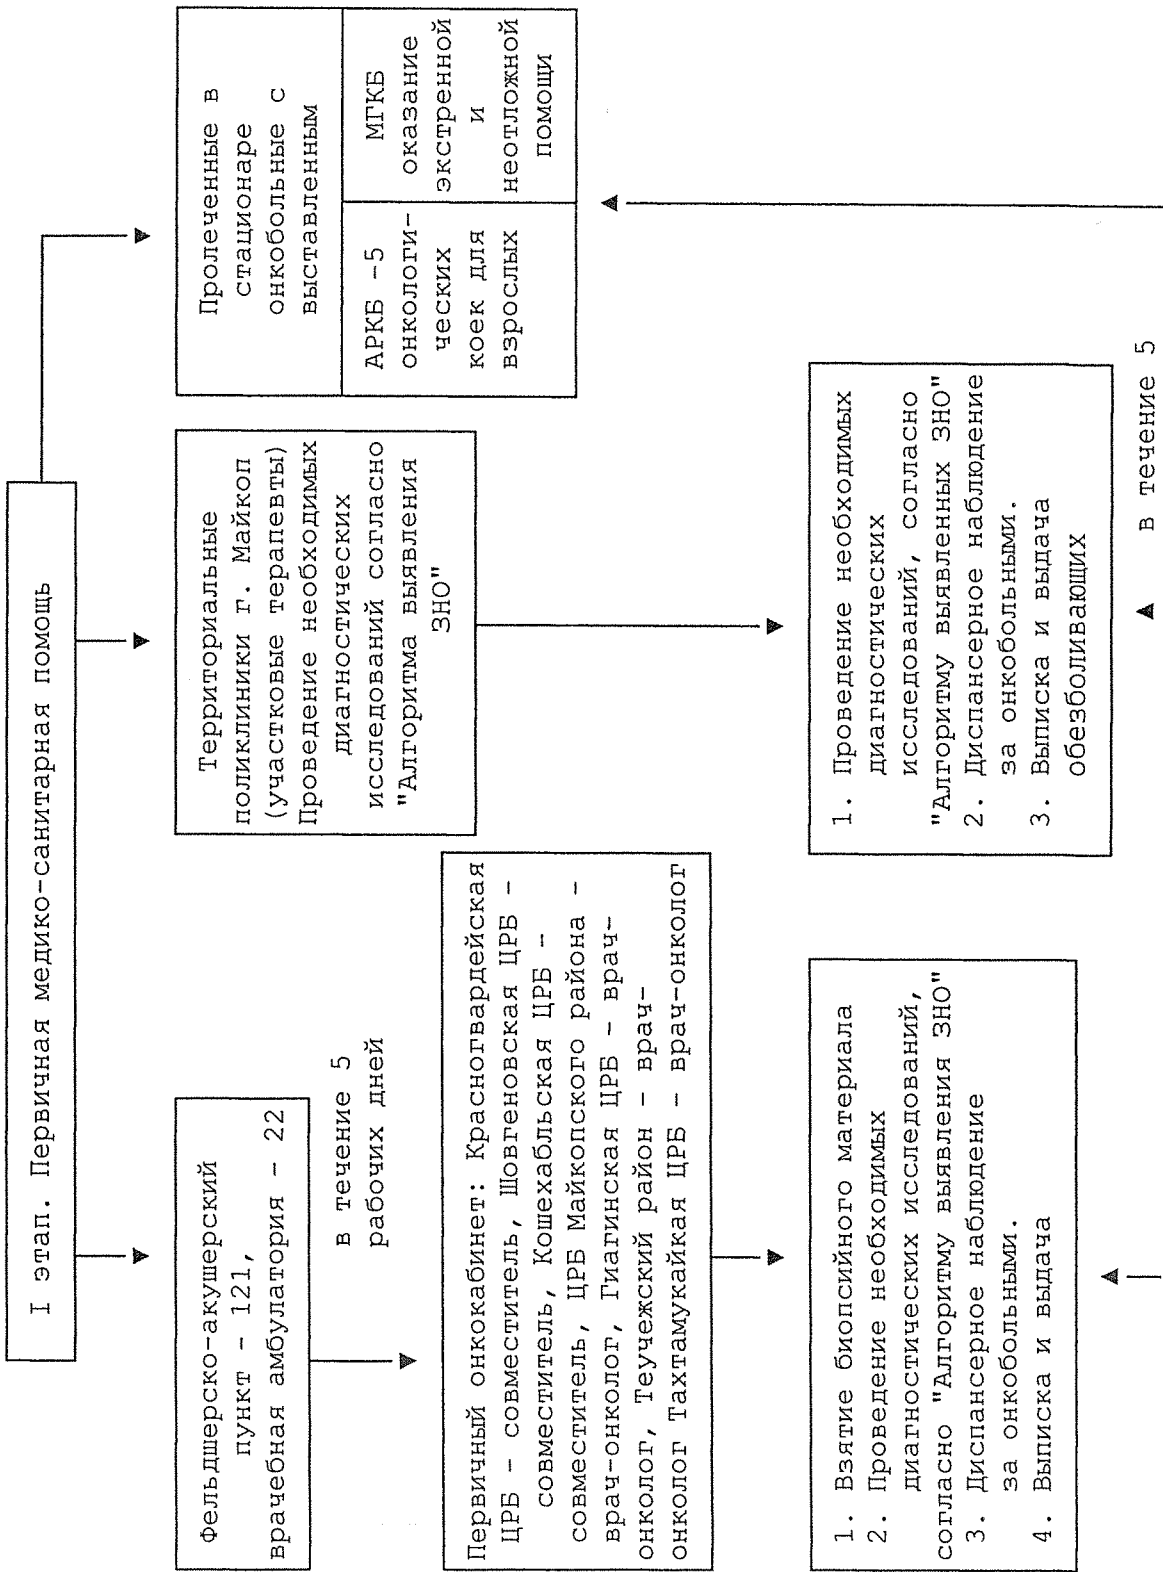 I этап. Первичная медико-санитарная помощь
Фельдшерско-акушерский
пункт - 121,
врачебная амбулатория - 22
в течение 5
рабочих дней
Территориальные
поликлиники г. Майкоп
(участковые терапевты)
Проведение необходимых
диагностических
исследований согласно
"Алгоритма выявления
ЗНО"
Пролеченные в
стационаре
онкобольные с
выставленным
АРКБ -5
онкологи-
ческих
коек для
взрослых
МГКБ
оказание
экстренной
и
неотложной
помощи
Первичный онкокабинет: Красногвардейская
ЦРБ - совместитель, Шовгеновская ЦРБ -
совместитель, Кошехабльская ЦРБ -
совместитель, ЦРБ Майкопского района -
врач-онколог, Гиагинская ЦРБ - врач-
онколог, Теучежский район - врач-
онколог Тахтамукайкая ЦРБ - врач-онколог
1. Взятие биопсийного материала
2. Проведение необходимых
диагностических исследований,
согласно "Алгоритму выявления ЗНО"
3. Диспансерное наблюдение
за онкобольными.
4. Выписка и выдача
1. Проведение необходимых
диагностических
исследований, согласно
"Алгоритму выявленных ЗНО"
2. Диспансерное наблюдение
за онкобольными.
3. Выписка и выдача
обезболивающих
в течение 5